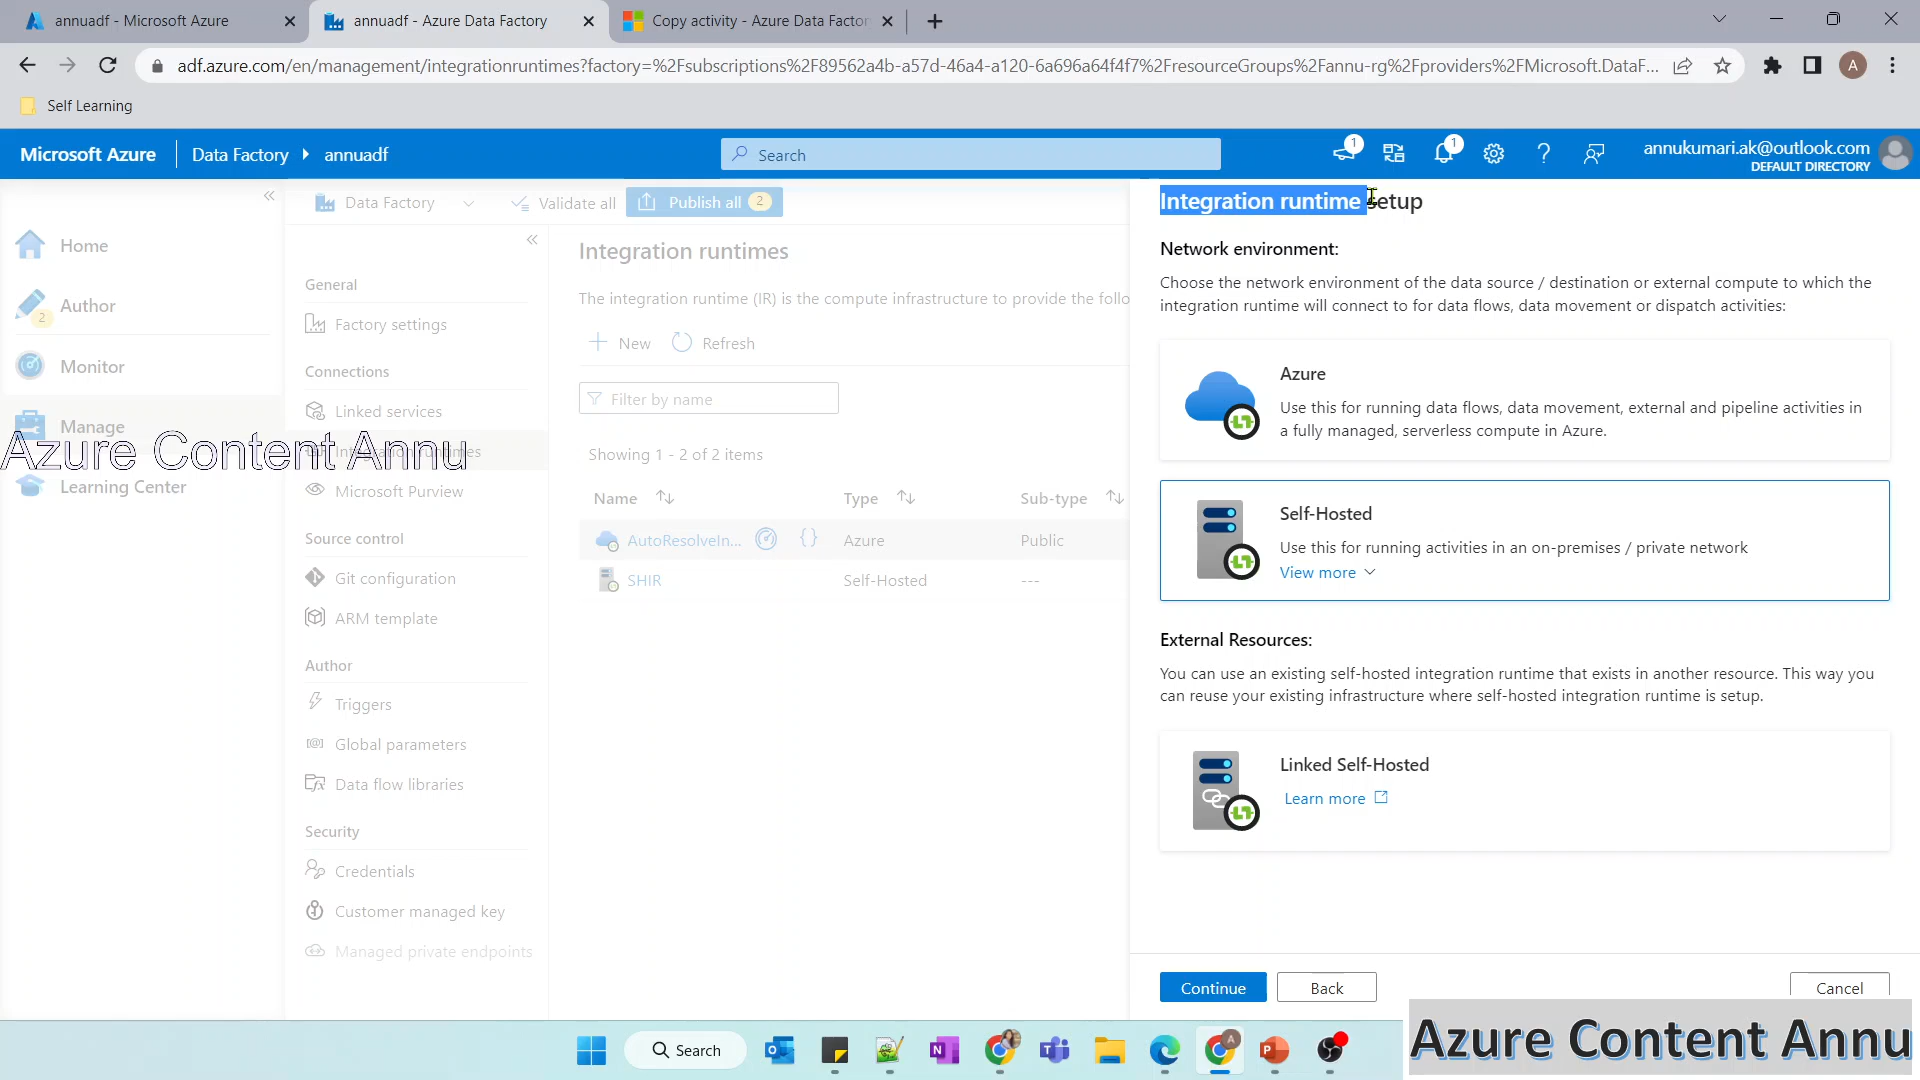 annuadf - Microsoft Azure
annuadf - Azure Data Factory
Copy activity - Azure Data Factor
adf.azure.com/en/management/integrationruntimes?factory=%2Fsubscriptions%2F89562a4b-a57d-46a4-a120-6a696a64f4f7%2FresourceGroups%2Fannu-rg%2Fproviders%2FMicrosoft.DataF...
A
Self Learning
Microsoft Azure
Data Factory
annuadf
Search
1
1
annukumari.ak@outlook.com
DEFAULT DIRECTORY
Home
Author
2
Monitor
Manage
Learning Center
Azure Content Annu
Data Factory
Validate all
Publish all 2
General
Factory settings
Connections
Linked services
Integration runtimes
Microsoft Purview
Source control
Git configuration
ARM template
Author
Triggers
Global parameters
Data flow libraries
Security
Credentials
Customer managed key
Managed private endpoints
Integration runtimes
The integration runtime (IR) is the compute infrastructure to provide the follo
New
Refresh
Filter by name
Showing 1 - 2 of 2 items
Name Type Sub-type
AutoResolveIn... {} Azure Public
SHIR Self-Hosted ---
Integration runtime setup
Network environment:
Choose the network environment of the data source / destination or external compute to which the
integration runtime will connect to for data flows, data movement or dispatch activities:
Azure
Use this for running data flows, data movement, external and pipeline activities in
a fully managed, serverless compute in Azure.
Self-Hosted
Use this for running activities in an on-premises / private network
View more
External Resources:
You can use an existing self-hosted integration runtime that exists in another resource. This way you
can reuse your existing infrastructure where self-hosted integration runtime is setup.
Linked Self-Hosted
Learn more
Continue
Back
Cancel
Search
Azure Content Annu